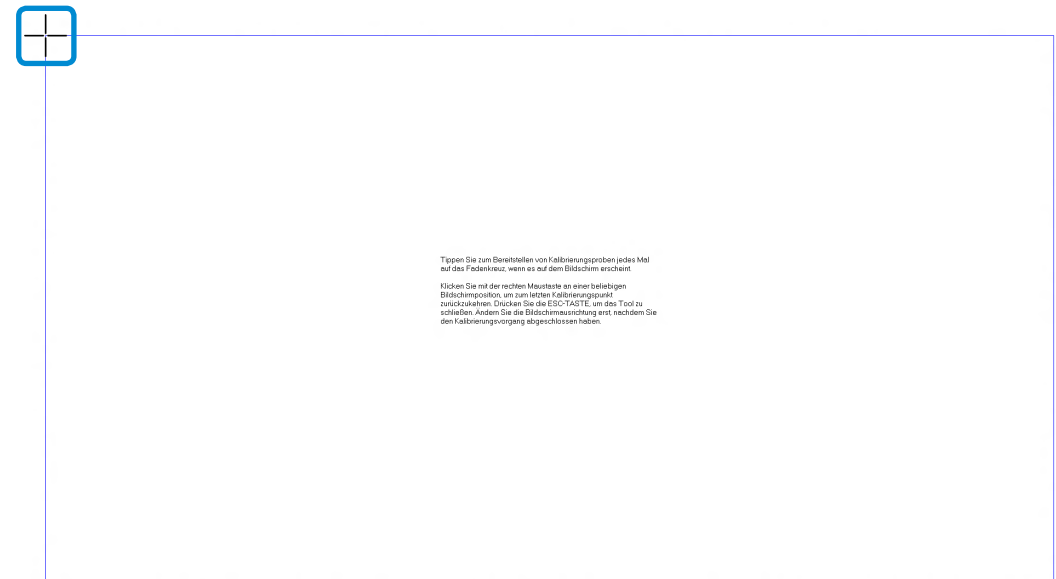 Tippen Sie zum Bereitstellen von Kalibrierungsproben jedes Mal
auf das Fadenkreuz, wenn es auf dem Bildschirm erscheint.
Klicken Sie mit der rechten Maustaste an einer beliebigen
Bildschirmposition, um zum letzten Kalibrierungspunkt
zurückzukehren. Drücken Sie die ESC-TASTE, um das Tool zu
schließen. Ändern Sie die Bildschirmausrichtung erst, nachdem Sie
den Kalibrierungsvorgang abgeschlossen haben.